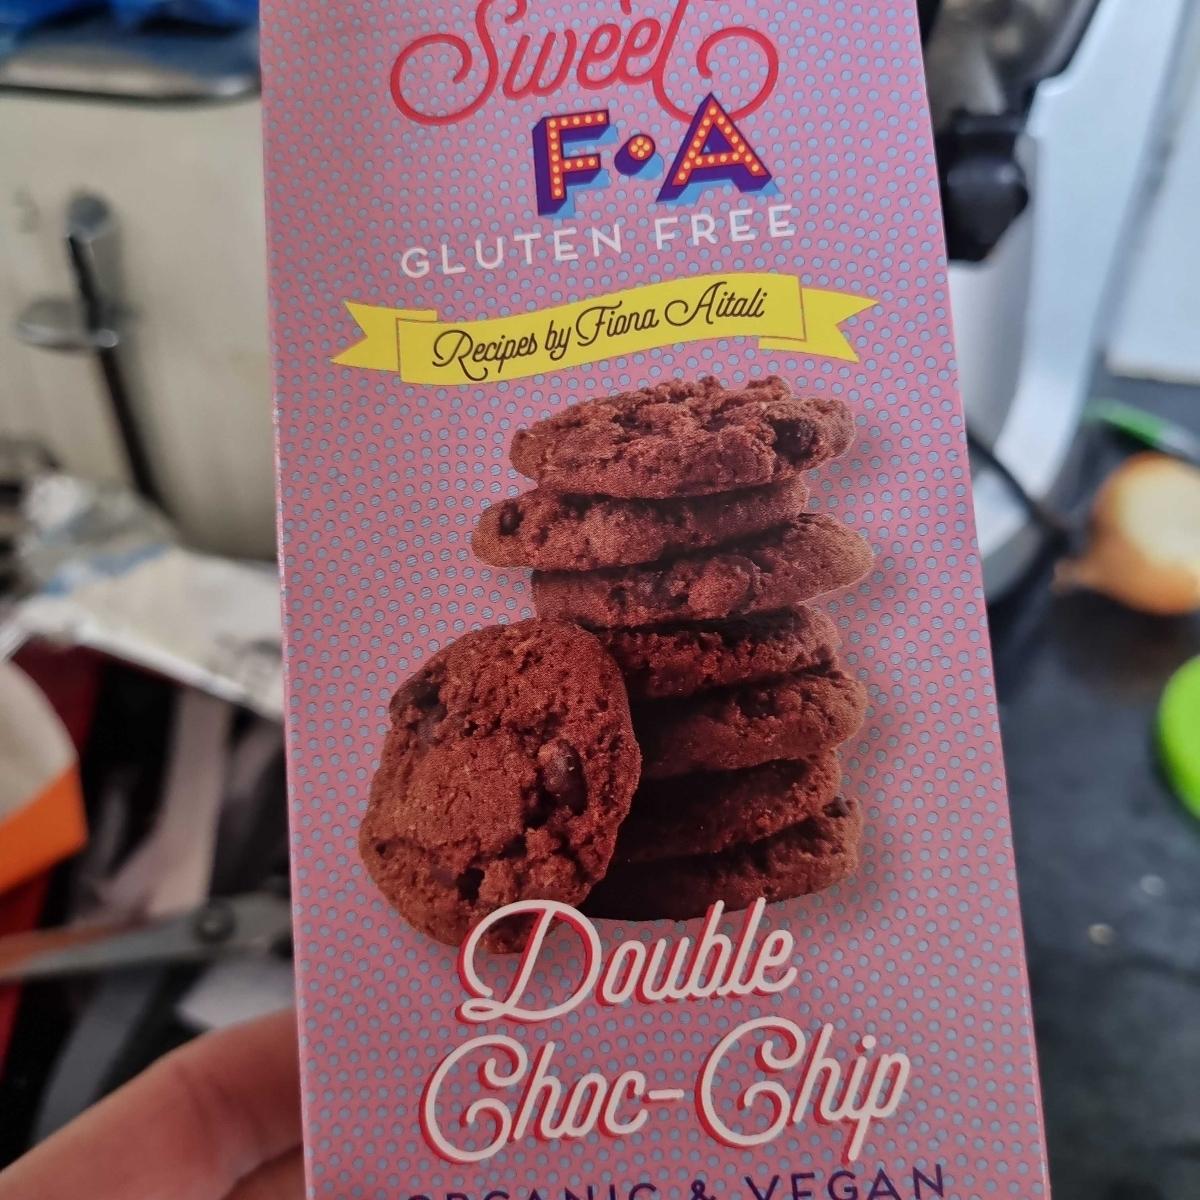 Sweet
F•A
GLUTEN FREE
Recipes by Fiona Aitali
Double
Choc-Chip
ORGANIC & VEGAN